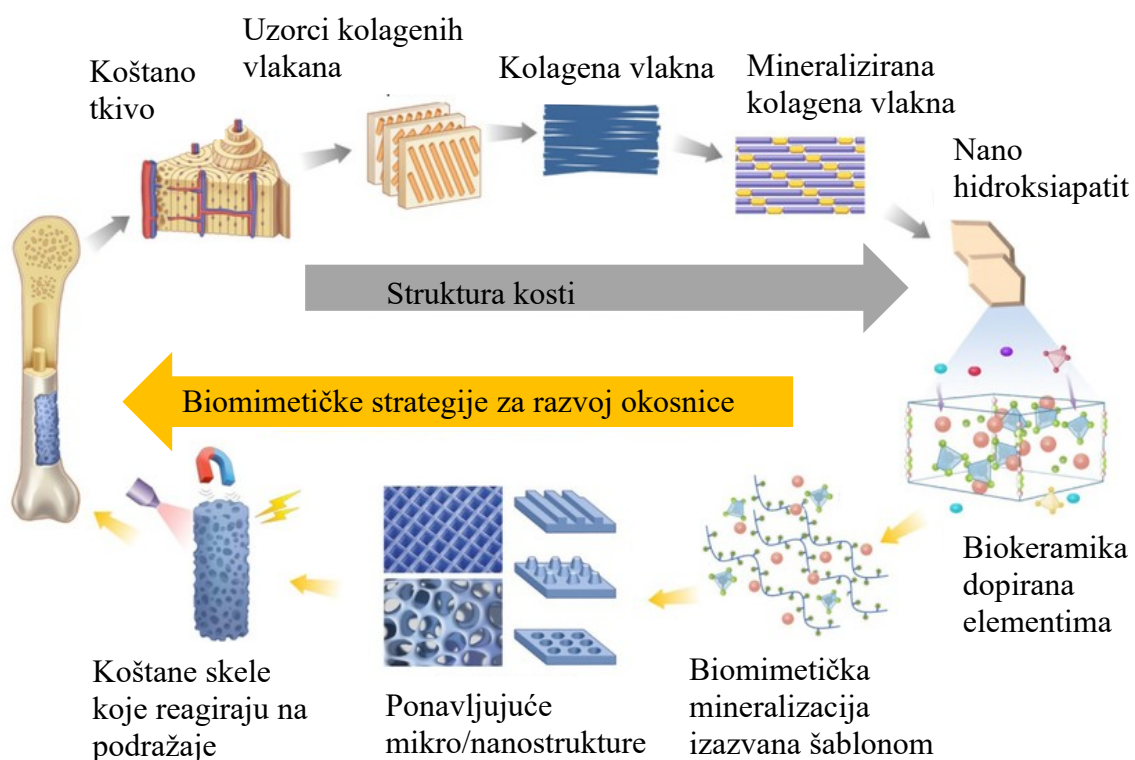 Koštano
tkivo
Uzorci kolagenih
vlakana
Kolagena vlakna
Mineralizirana
kolagena vlakna
Nano
hidroksiapatit
Struktura kosti
Biomimetičke strategije za razvoj okosnice
Biokeramika
dopirana
elementima
Biomimetička
mineralizacija
izazvana šablonom
Ponavljujuće
mikro/nanostrukture
Koštane skele
koje reagiraju na
podražaje